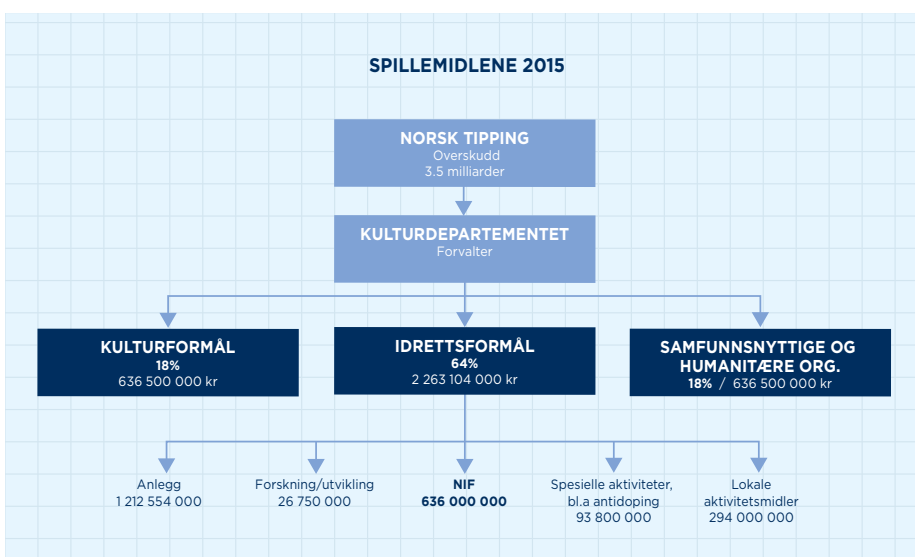 SPILLEMIDLENE 2015
NORSK TIPPING
Overskudd
3.5 milliarder
KULTURDEPARTEMENTET
Forvalter
KULTURFORMÅL
18%
636 500 000 kr
IDRETTSFORMÅL
64%
2 263 104 000 kr
SAMFUNNSNYTTIGE OG
HUMANITÆRE ORG.
18% / 636 500 000 kr
Anlegg
1 212 554 000
Forskning/utvikling
26 750 000
NIF
636 000 000
Spesielle aktiviteter,
bl.a antidoping
93 800 000
Lokale
aktivitetsmidler
294 000 000